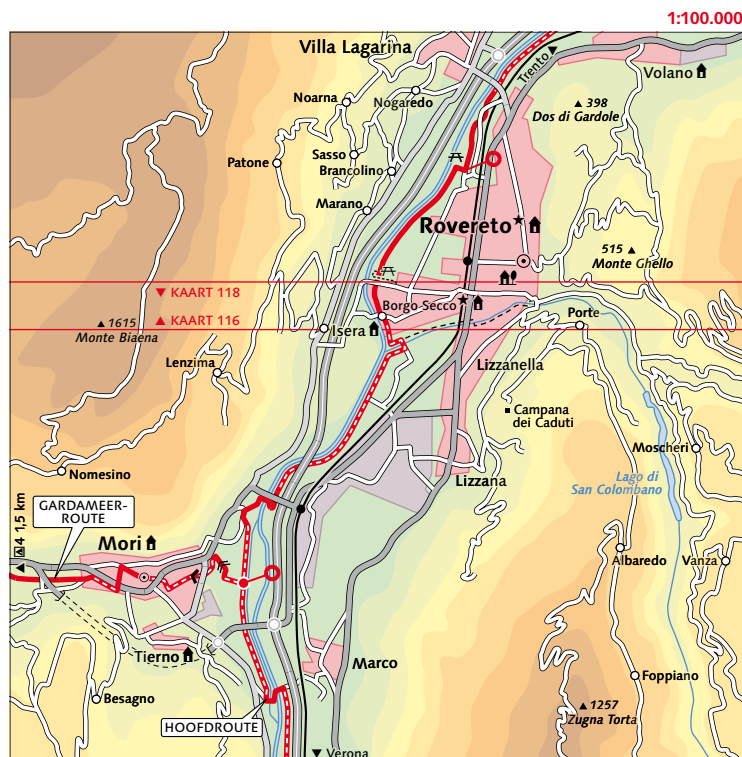 1:100.000
Villa Lagarina
Trento
Volano
Noarna
Nogaredo
398
Dos di Gardole
Sasso
Patone
Brancolino
Marano
Rovereto
515
Monte Ghello
KAART 118
Borgo Secco
KAART 116
1615
Monte Biaena
Isera
Porte
Lenzima
Lizzanella
Campana
dei Caduti
Moscheri
Nomesino
Lizzana
Lago di
San Colombano
4 1,5 km
GARDAMEER-
ROUTE
Mori
Albaredo
Vanza
Tierno
Marco
Besagno
Foppiano
HOOFDROUTE
1257
Zugna Torta
Verona